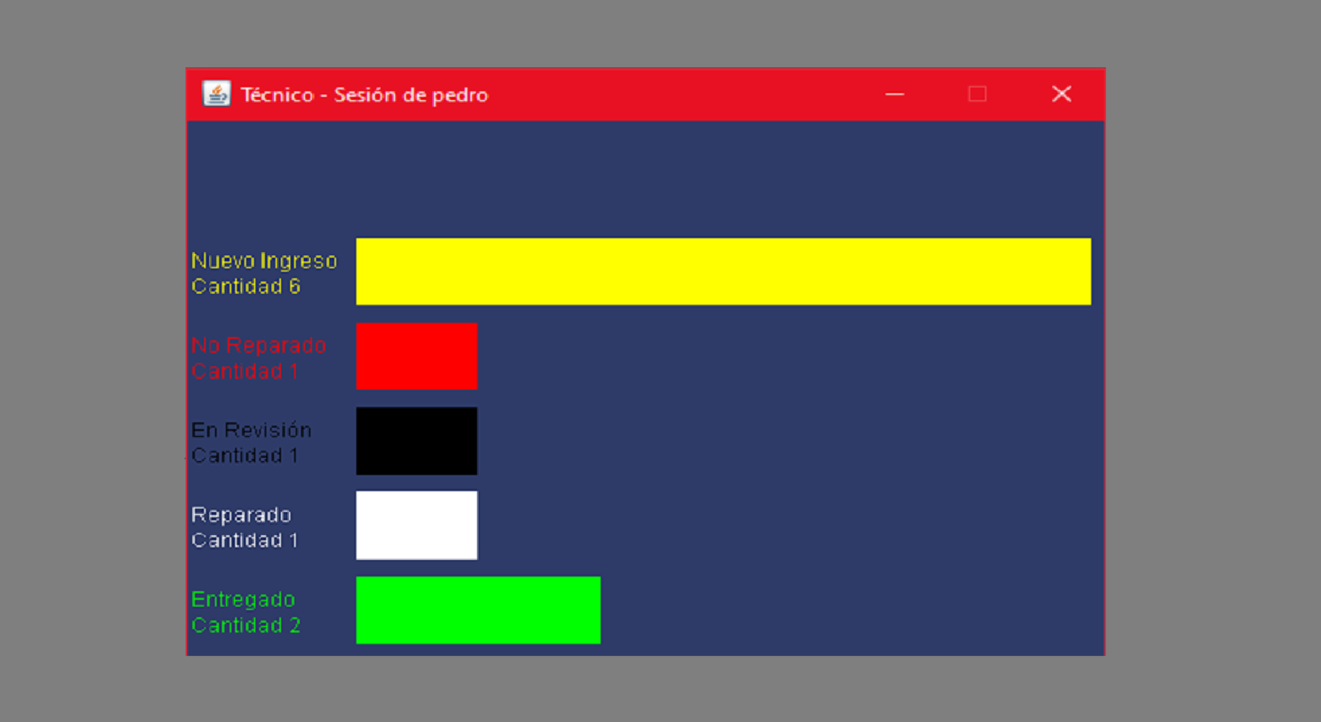 Técnico - Sesión de pedro
Nuevo Ingreso
Cantidad 6
No Reparado
Cantidad 1
En Revisión
Cantidad 1
Reparado
Cantidad 1
Entregado
Cantidad 2